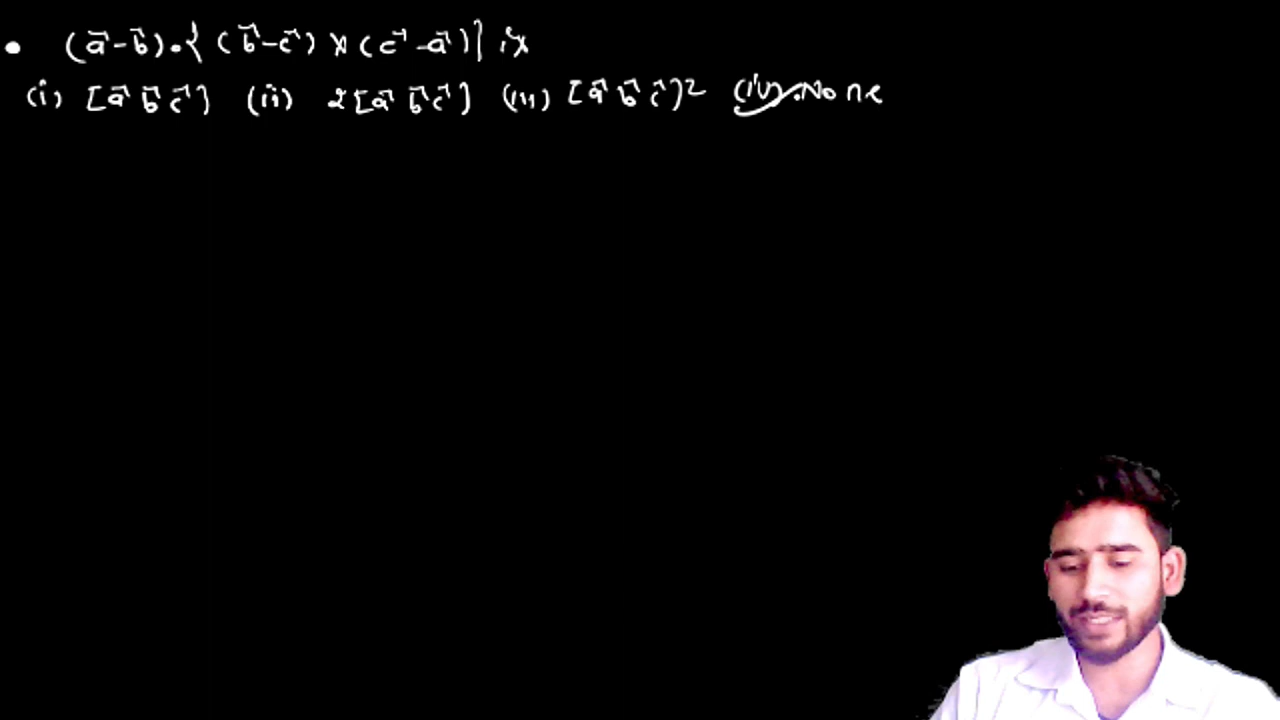 • (a⃗-b⃗).{(b⃗-c⃗)×(c⃗-a⃗)} is
(i) [a⃗ b⃗ c⃗] (ii) 2[a⃗ b⃗ c⃗] (iii) [a⃗ b⃗ c⃗]² (iv) None